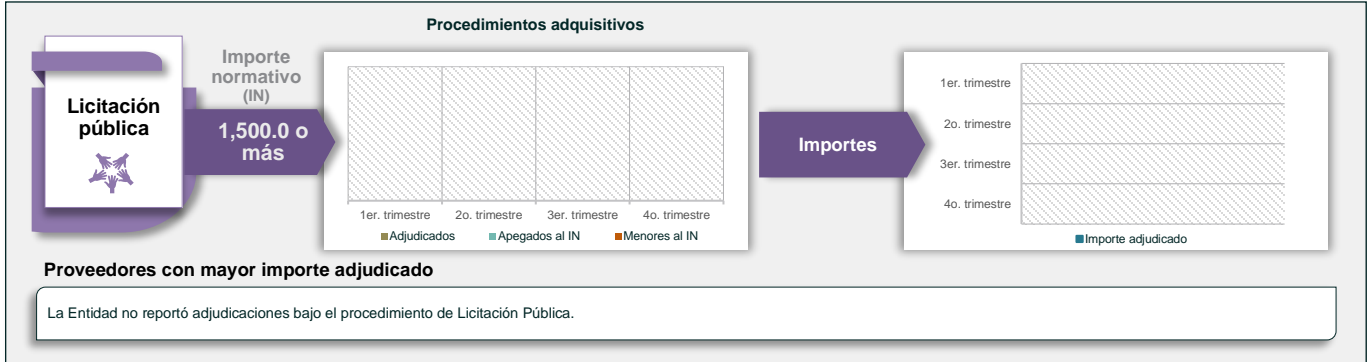 Procedimientos adquisitivos
Licitación
pública
Importe
normativo
(IN)
1,500.0 o
más
1er. trimestre 2o. trimestre 3er. trimestre 4o. trimestre
Adjudicados Apegados al IN Menores al IN
Importes
1er. trimestre
2o. trimestre
3er. trimestre
4o. trimestre
Importe adjudicado
Proveedores con mayor importe adjudicado
La Entidad no reportó adjudicaciones bajo el procedimiento de Licitación Pública.